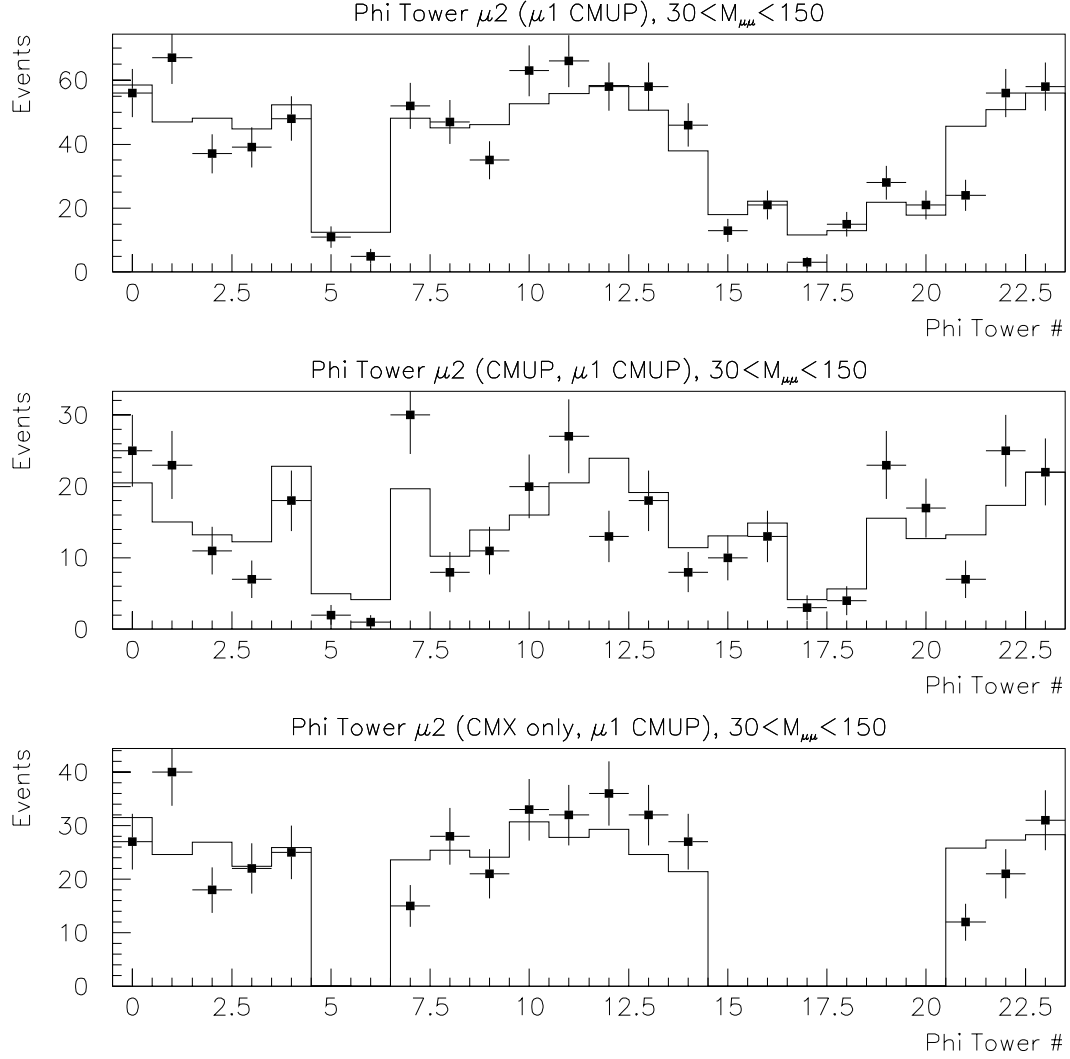 Phi Tower μ2 (μ1 CMUP), 30<Mμμ<150
Events
60
40
20
0
0 2.5 5 7.5 10 12.5 15 17.5 20 22.5
Phi Tower #
Phi Tower μ2 (CMUP, μ1 CMUP), 30<Mμμ<150
Events
30
20
10
0
0 2.5 5 7.5 10 12.5 15 17.5 20 22.5
Phi Tower #
Phi Tower μ2 (CMX only, μ1 CMUP), 30<Mμμ<150
Events
40
30
20
10
0
0 2.5 5 7.5 10 12.5 15 17.5 20 22.5
Phi Tower #